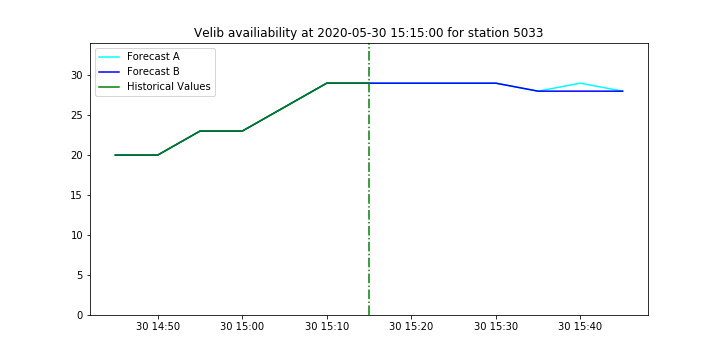 Velib availiability at 2020-05-30 15:15:00 for station 5033
Forecast A
Forecast B
Historical Values
30
25
20
15
10
5
0
30 14:50 30 15:00 30 15:10 30 15:20 30 15:30 30 15:40